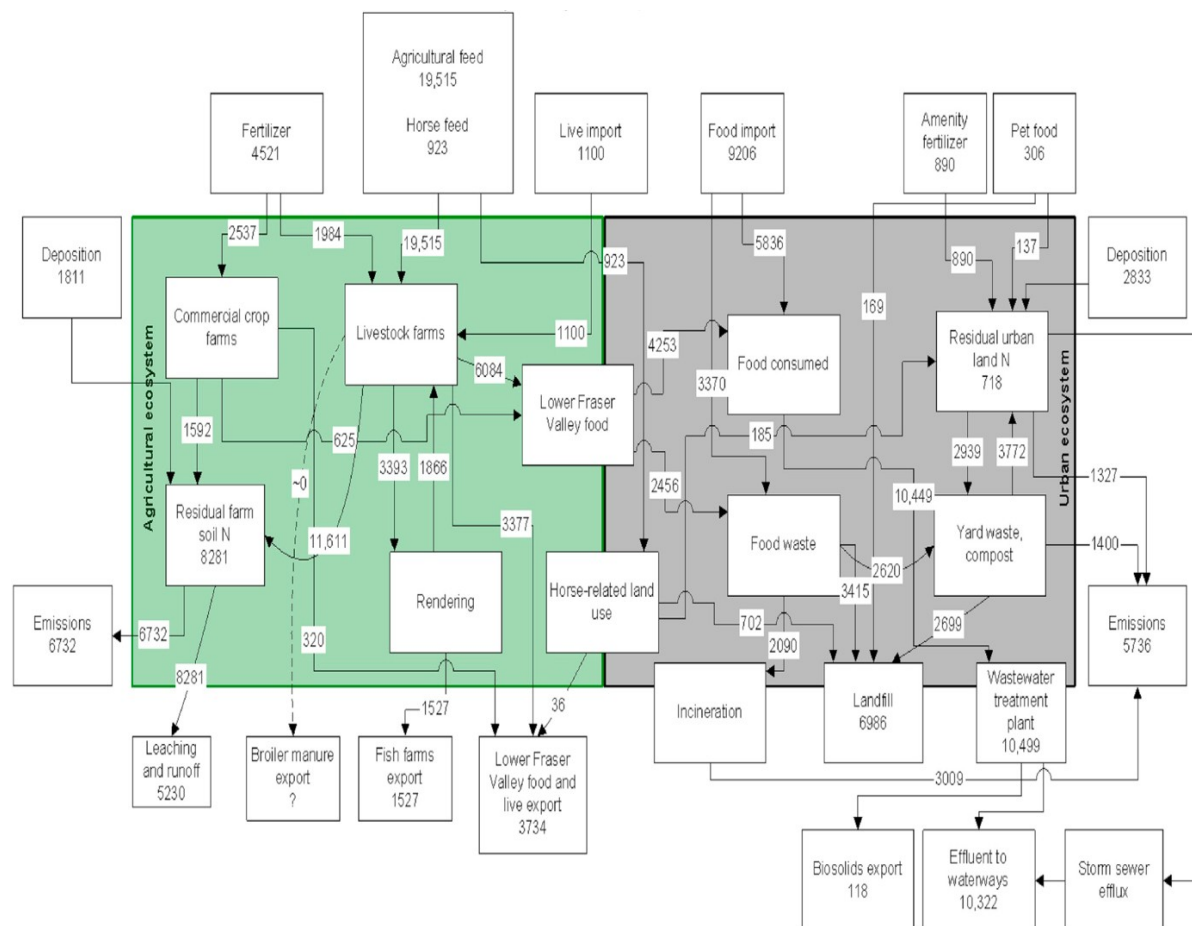 Agricultural feed
19,515
Horse feed
923
Fertilizer
4521
Live import
1100
Food import
9206
Amenity
fertilizer
890
Pet food
306
Deposition
1811
Deposition
2833
2537
1984
19,515
923
5836
890
137
169
Agricultural ecosystem
Urban ecosystem
Commercial crop
farms
Livestock farms
1100
6084
4253
Lower Fraser
Valley food
Food consumed
Residual urban
land N
718
3370
185
1592
625
3393
1866
2456
2939
3772
10,449
1327
~0
Residual farm
soil N
8281
11,611
3377
Rendering
Horse-related land
use
Food waste
2620
3415
Yard waste,
compost
1400
Emissions
6732
6732
320
702
2090
2699
Emissions
5736
8281
1527
36
Incineration
Landfill
6986
Wastewater
treatment
plant
10,499
Leaching
and runoff
5230
Broiler manure
export
?
Fish farms
export
1527
Lower Fraser
Valley food and
live export
3734
3009
Biosolids export
118
Effluent to
waterways
10,322
Storm sewer
efflux